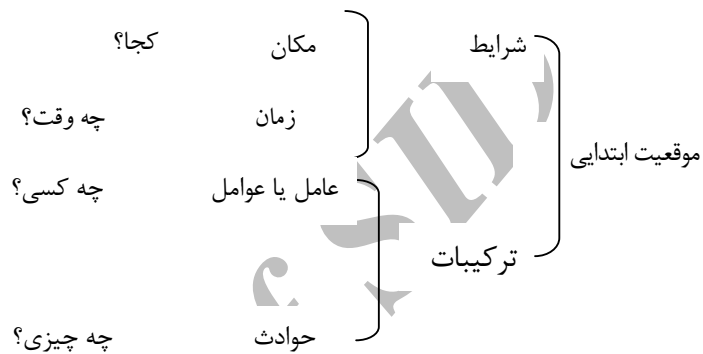 شرایط مکان کجا؟
زمان چه وقت؟
موقعیت ابتدایی
عامل یا عوامل چه کسی؟
ترکیبات
حوادث چه چیزی؟